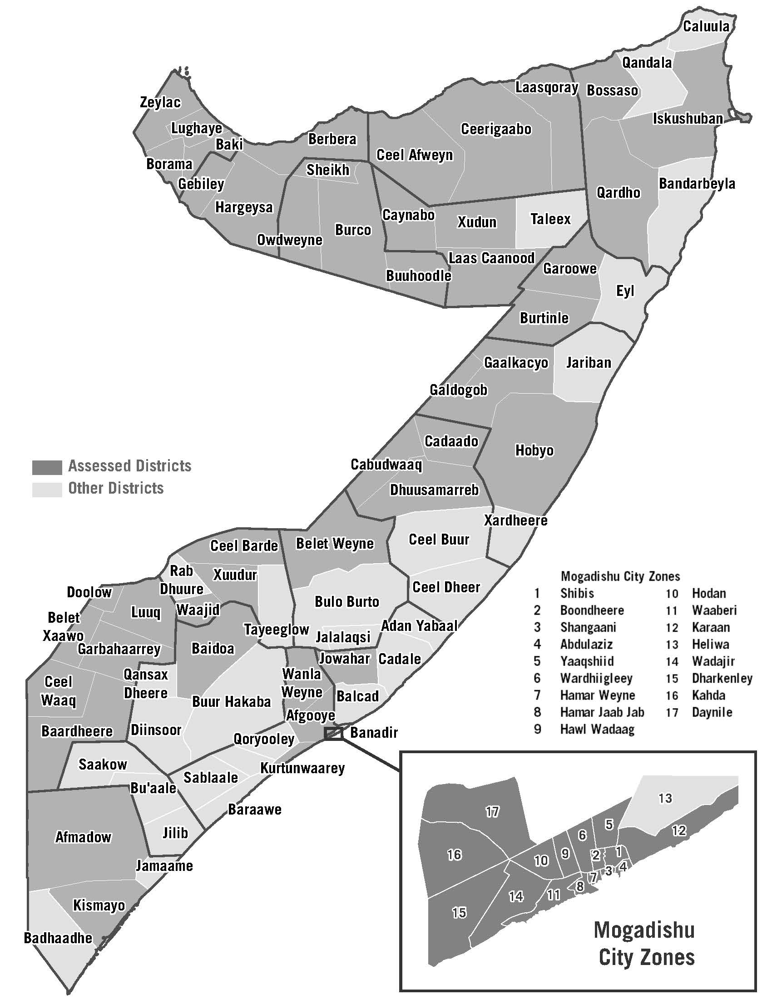 Caluula
Qandala
Laasqoray
Bossaso
Zeylac
Iskushuban
Lughaye
Ceerigaabo
Berbera
Baki
Ceel Afweyn
Borama
Sheikh
Gebiley
Bandarbeyla
Qardho
Hargeysa
Caynabo
Xudun
Taleex
Burco
Owdweyne
Laas Caanood
Garoowe
Buuhoodle
Eyl
Burtinle
Gaalkacyo
Jariban
Galdogob
Cadaado
Hobyo
Cabudwaaq
Dhuusamarreb
Assessed Districts
Other Districts
Xardheere
Ceel Buur
Belet Weyne
Ceel Barde
Rab
Dhuure
Xuudur
Ceel Dheer
Doolow
Bulo Burto
Luuq
Waajid
Belet
Xaawo
Adan Yabaal
Tayeeglow
Jalalaqsi
Garbahaarrey
Baidoa
Jowahar
Cadale
Qansax
Dheere
Wanla
Weyne
Ceel
Waaq
Balcad
Buur Hakaba
Afgooye
Baardheere
Diinsoor
Banadir
Qoryooley
Saakow
Kurtunwaarey
Sablaale
Bu'aale
Baraawe
Jilib
Afmadow
Jamaame
Kismayo
Badhaadhe
Mogadishu City Zones
1 Shibis 10 Hodan
2 Boondheere 11 Waaberi
3 Shangaani 12 Karaan
4 Abdulaziz 13 Heliwa
5 Yaaqshiid 14 Wadajir
6 Wardhiigleey 15 Dharkenley
7 Hamar Weyne 16 Kahda
8 Hamar Jaab Jab 17 Daynile
9 Hawl Wadaag
13
17
5
12
6
1
2
9
16
10
4
3
7
8
11
14
15
Mogadishu
City Zones